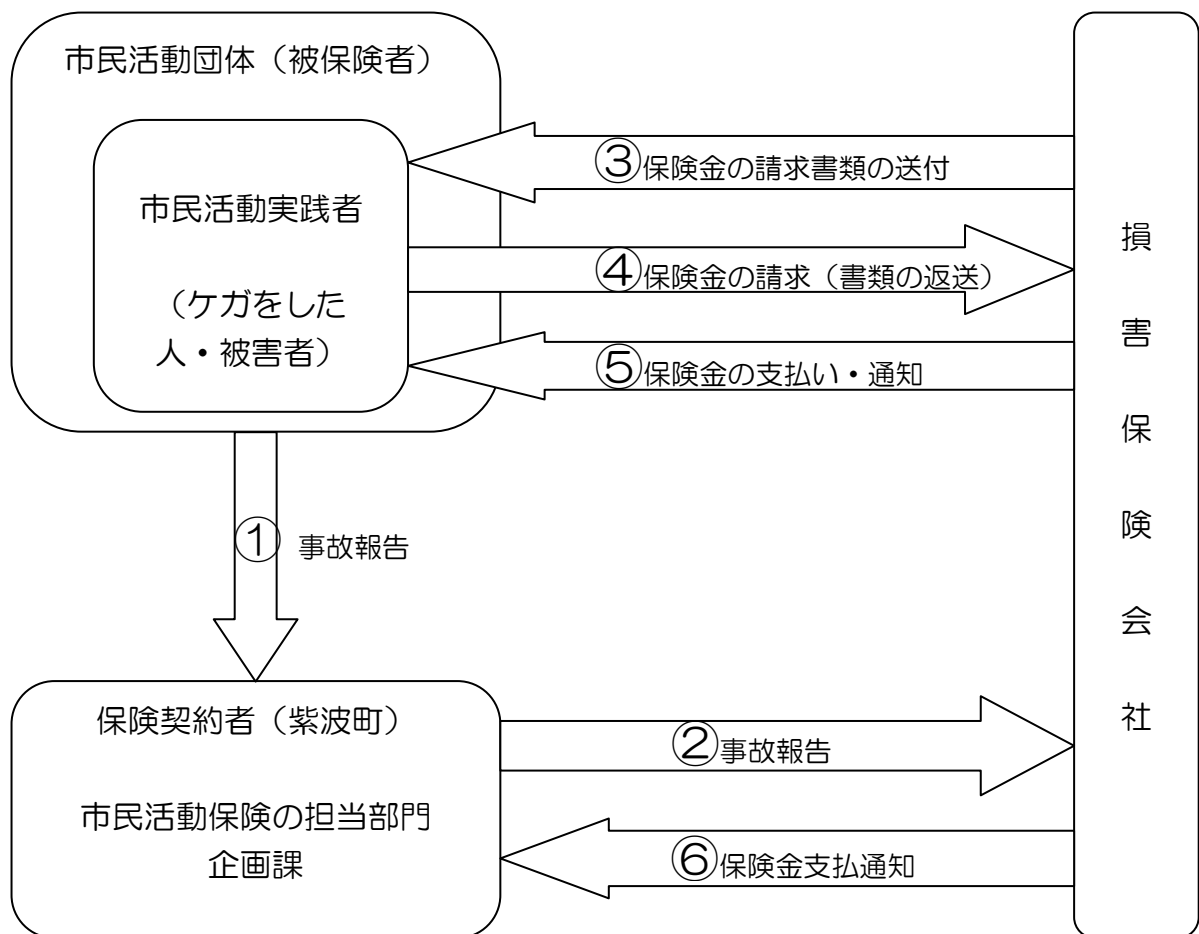 市民活動団体（被保険者）
市民活動実践者
（ケガをした
人・被害者）
③保険金の請求書類の送付
④保険金の請求（書類の返送）
⑤保険金の支払い・通知
①事故報告
保険契約者（紫波町）
市民活動保険の担当部門
企画課
②事故報告
⑥保険金支払通知
損害保険会社